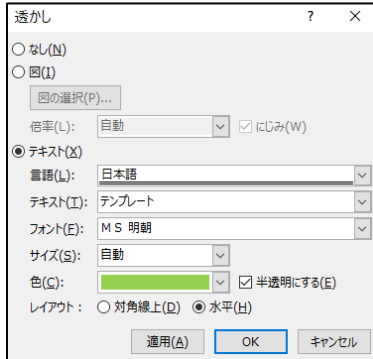 透かし ? ×
なし(N)
図(I)
図の選択(P)...
倍率(L): 自動 にじみ(W)
テキスト(X)
言語(L): 日本語
テキスト(T): テンプレート
フォント(F): ＭＳ 明朝
サイズ(S): 自動
色(C): 半透明にする(E)
レイアウト： 対角線上(D) 水平(H)
適用(A) OK キャンセル